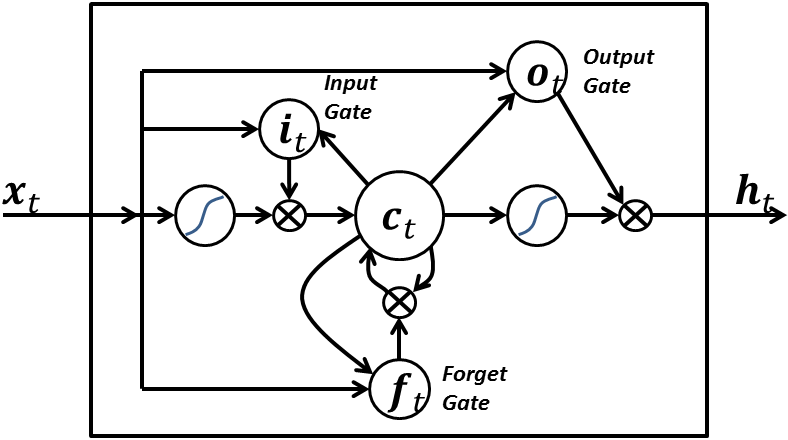 Output
Gate
o_t
Input
Gate
i_t
x_t
c_t
h_t
f_t
Forget
Gate